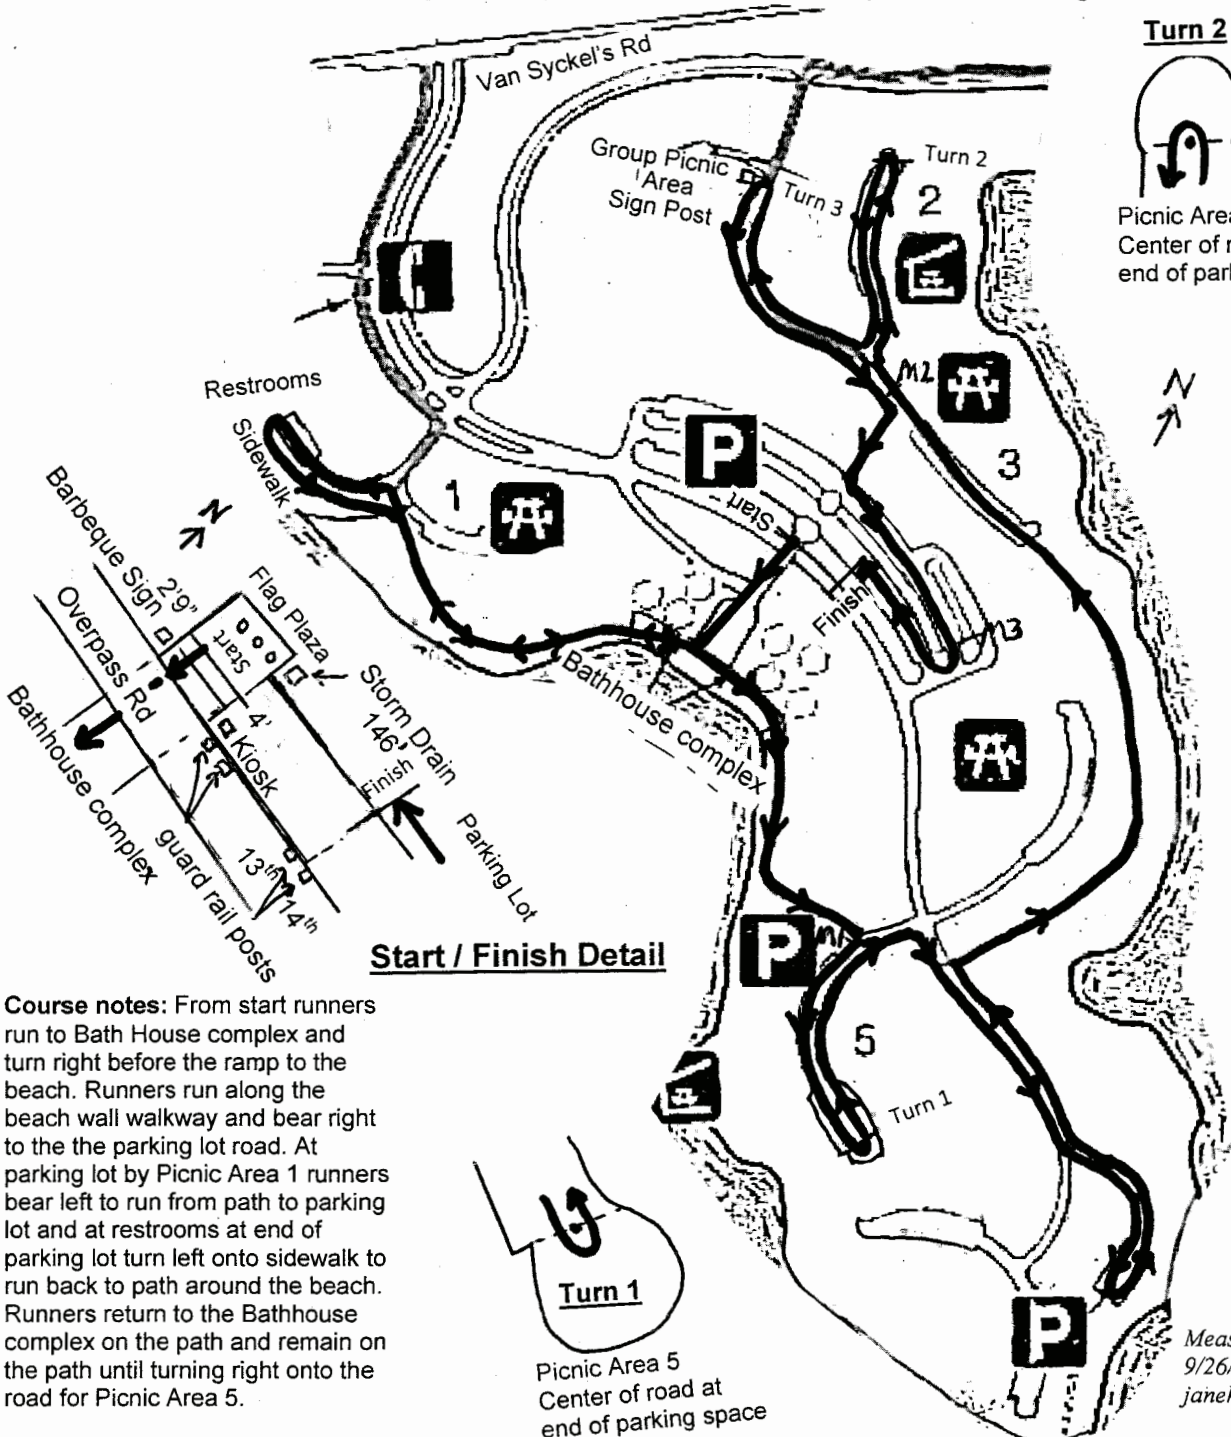 Van Syckel's Rd
Turn 2
Picnic Area
Center of
end of
Group Picnic
Area
Sign Post
Turn 3
Turn 2
2
M2
N
3
Restrooms
Sidewalk
1
P
Start
Finish
M3
Bathhouse complex
N
Barbeque Sign
2'9"
Flag Plaza
Start
Overpass Rd
4'
Kiosk
Storm Drain
146'
Finish
Bathhouse complex
guard rail posts
13th
14th
Parking Lot
Start / Finish Detail
P
M1
5
Turn 1
Course notes: From start runners
run to Bath House complex and
turn right before the ramp to the
beach. Runners run along the
beach wall walkway and bear right
to the the parking lot road. At
parking lot by Picnic Area 1 runners
bear left to run from path to parking
lot and at restrooms at end of
parking lot turn left onto sidewalk to
run back to path around the beach.
Runners return to the Bathhouse
complex on the path and remain on
the path until turning right onto the
road for Picnic Area 5.
Turn 1
Picnic Area 5
Center of road at
end of parking space
P
9/26/